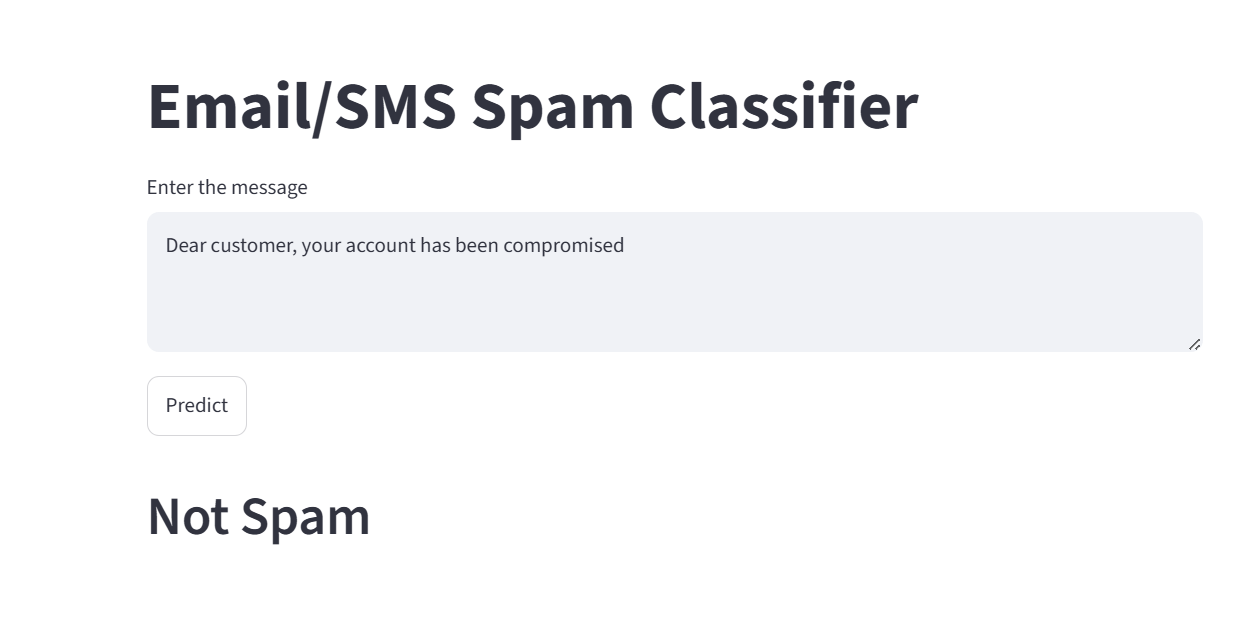 Email/SMS Spam Classifier
Enter the message
Dear customer, your account has been compromised
Predict
Not Spam